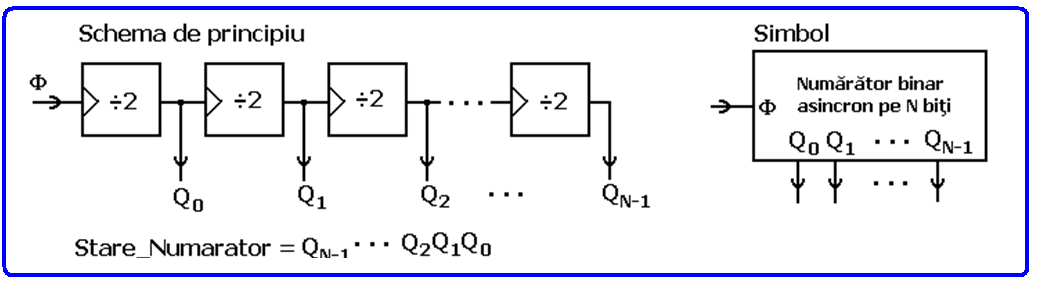 Schema de principiu
Φ ÷2 ÷2 ÷2 ··· ÷2
Q0 Q1 Q2 ··· QN-1
Stare_Numarator = QN-1 ··· Q2Q1Q0
Simbol
Numărător binar
asincron pe N biţi
Φ
Q0 Q1 ··· QN-1
···